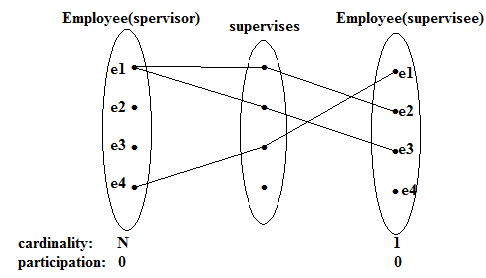 Employee(spervisor) supervises Employee(supervisee)
e1 e1
e2 e2
e3 e3
e4 e4
cardinality: N 1
participation: 0 0